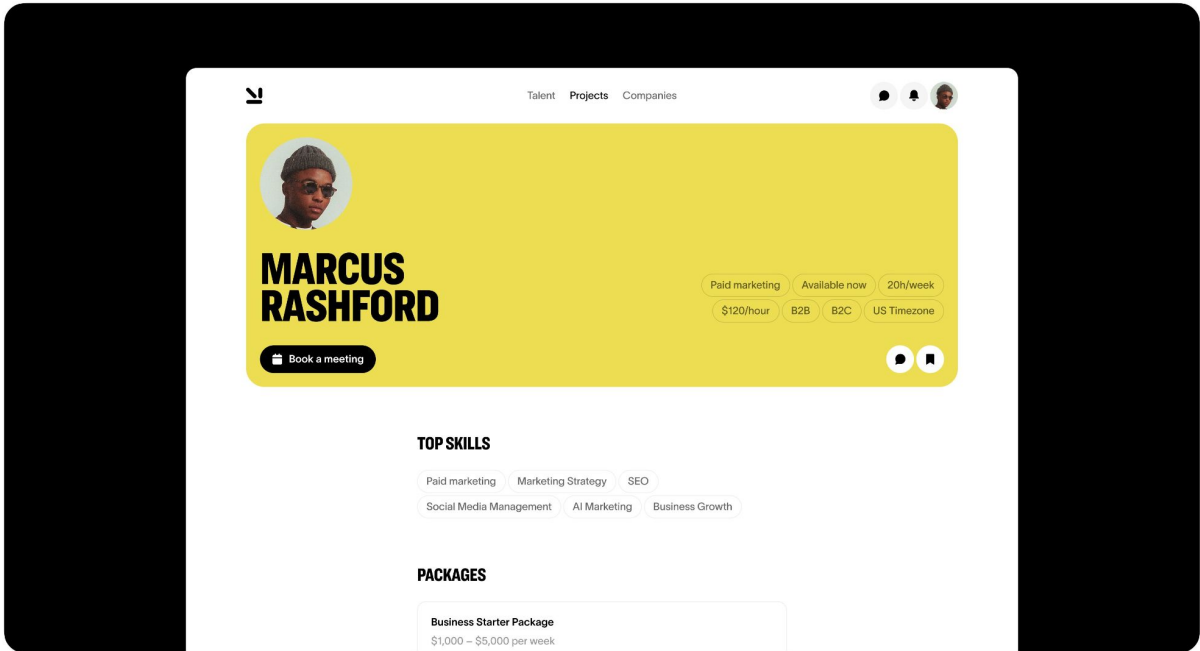 Talent Projects Companies
MARCUS
RASHFORD
Paid marketing Available now 20h/week
$120/hour B2B B2C US Timezone
Book a meeting
TOP SKILLS
Paid marketing Marketing Strategy SEO
Social Media Management AI Marketing Business Growth
PACKAGES
Business Starter Package
$1,000 – $5,000 per week